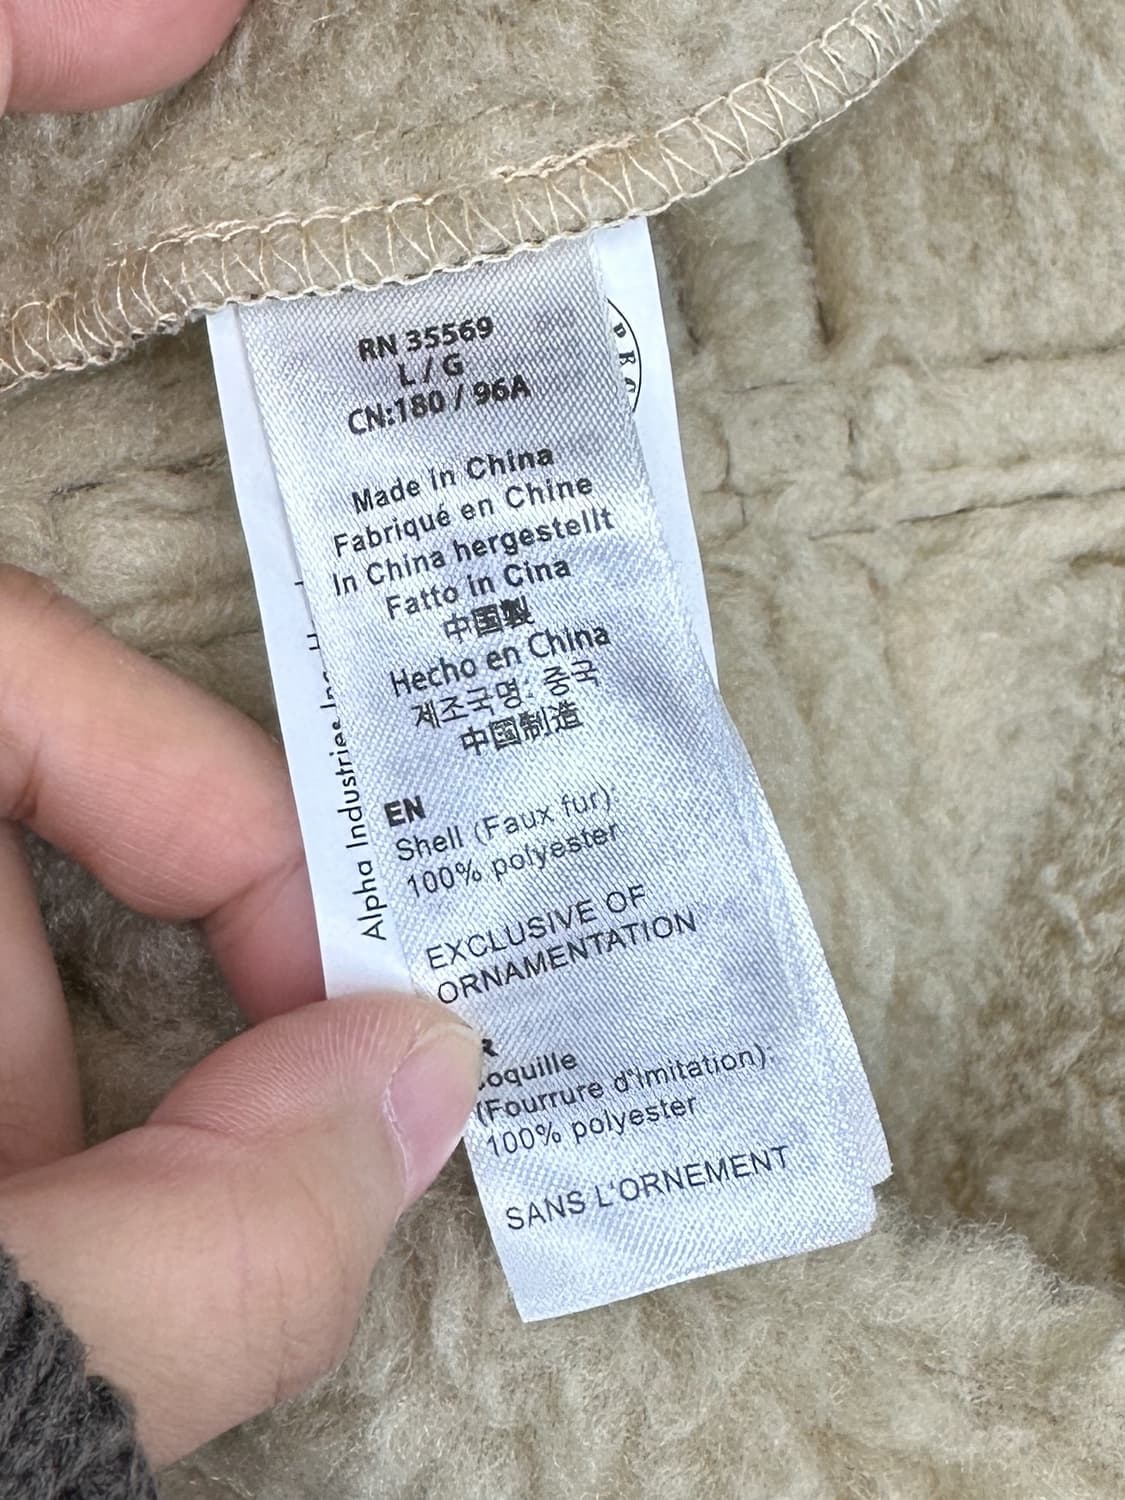 RN 35569
L / G
CN:180 / 96A
Made in China
Fabriqué en Chine
In China hergestellt
Fatto in Cina
中国製
Hecho en China
제조국명: 중국
中国制造
EN
Shell (Faux fur):
100% polyester
EXCLUSIVE OF
ORNAMENTATION
(Fourrure d'imitation):
100% polyester
SANS L'ORNEMENT
Alpha Industries